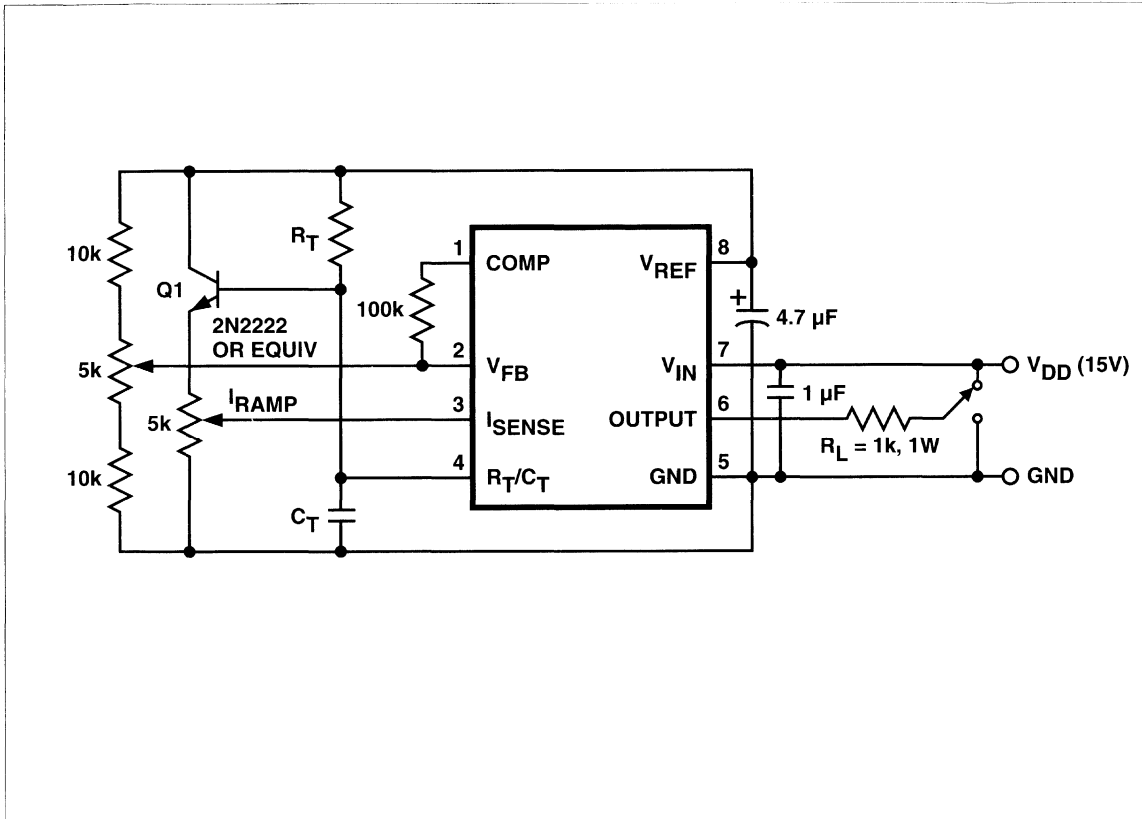 10k
5k
10k
Q1
2N2222
OR EQUIV
IRAMP
5k
RT
CT
100k
1
COMP
2
VFB
3
ISENSE
4
RT/CT
8
VREF
7
VIN
6
OUTPUT
5
GND
+
4.7 µF
1 µF
RL = 1k, 1W
VDD (15V)
GND